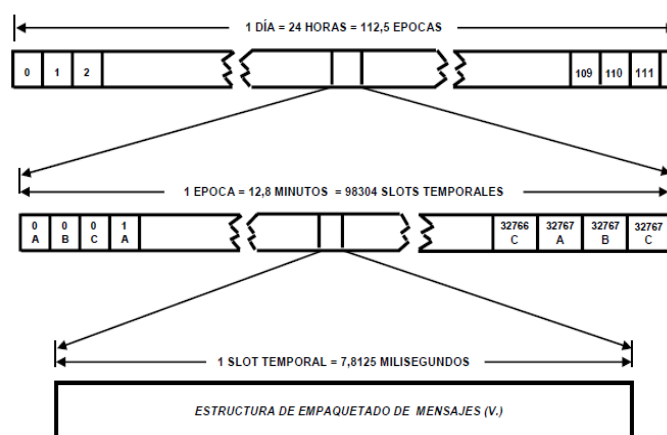 1 DÍA = 24 HORAS = 112,5 EPOCAS
0 1 2 109 110 111
1 EPOCA = 12,8 MINUTOS = 98304 SLOTS TEMPORALES
0 0 0 1 32766 32767 32767 32767
A B C A C A B C
1 SLOT TEMPORAL = 7,8125 MILISEGUNDOS
ESTRUCTURA DE EMPAQUETADO DE MENSAJES (V.)